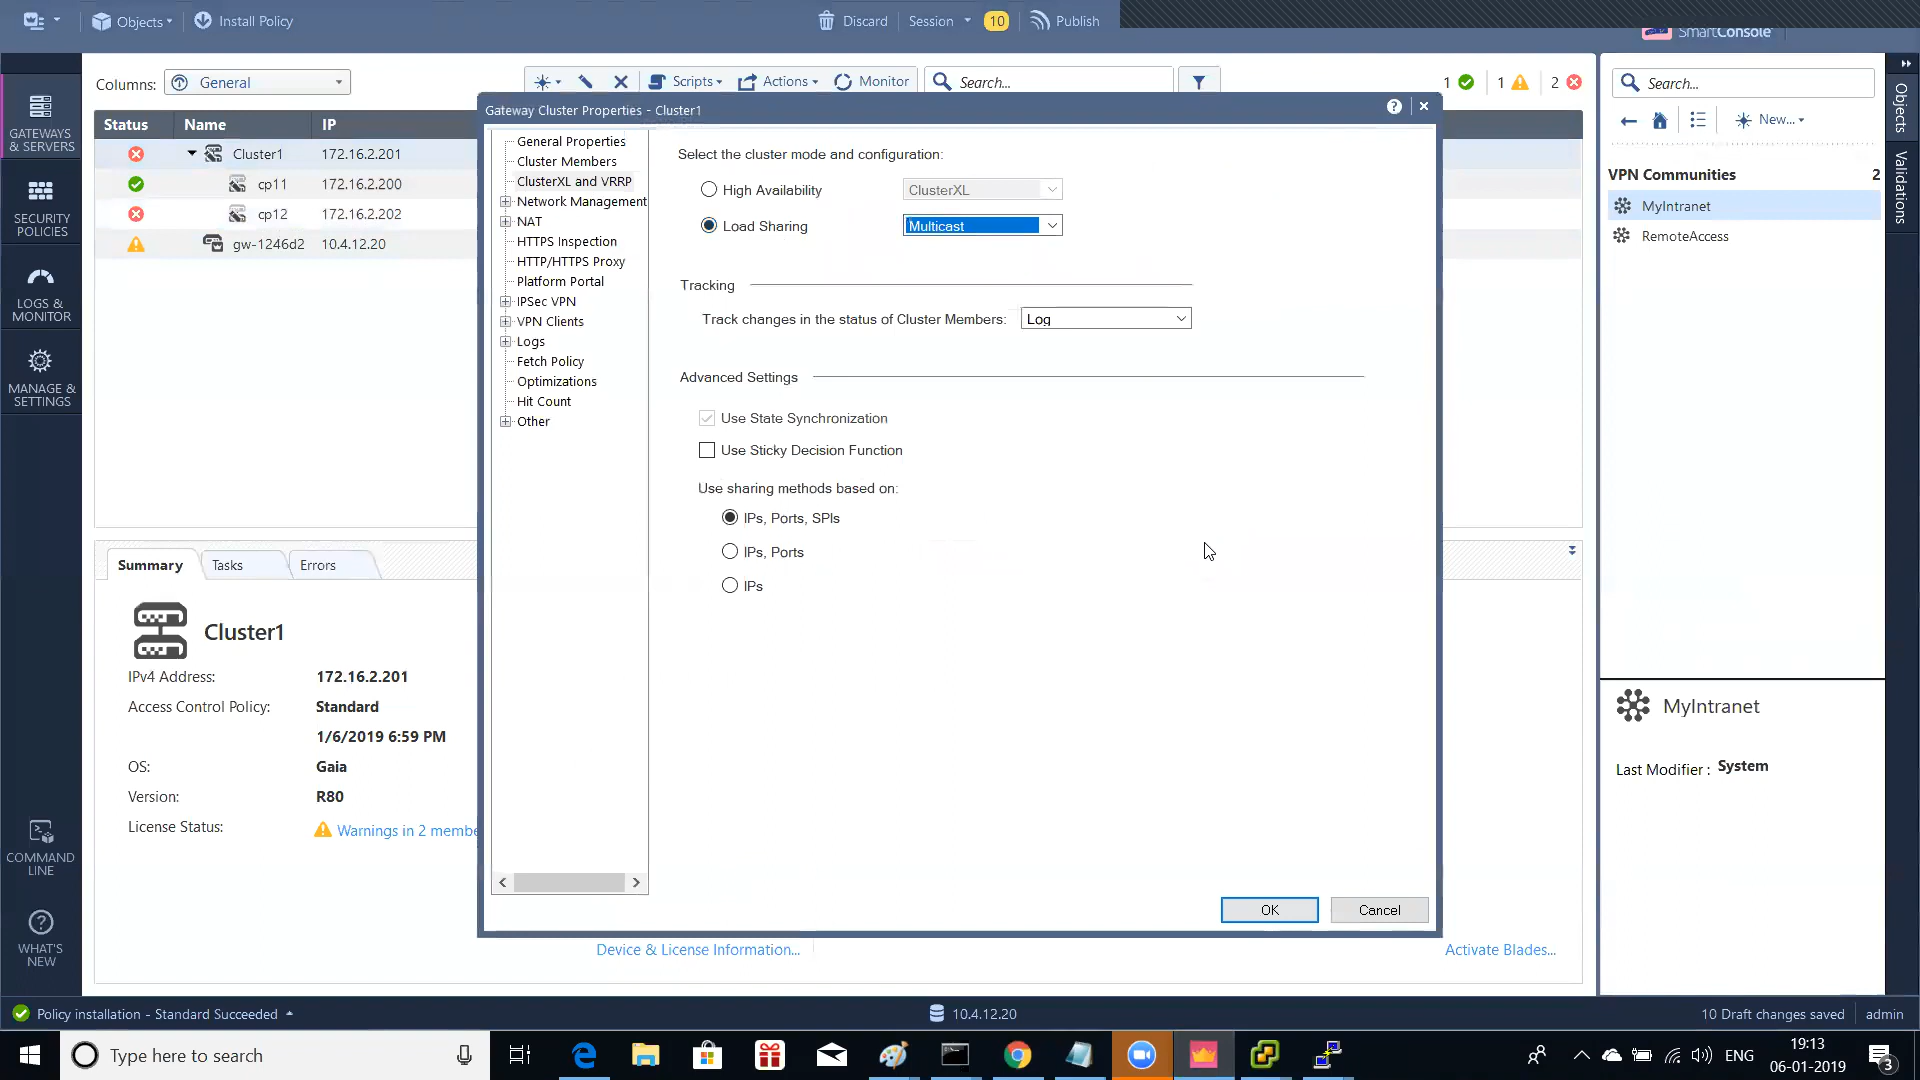 Objects
Install Policy
Discard
Session
10
Publish
SmartConsole
GATEWAYS
& SERVERS
SECURITY
POLICIES
LOGS &
MONITOR
MANAGE &
SETTINGS
COMMAND
LINE
WHAT'S
NEW
Columns:
General
Scripts
Actions
Monitor
Search...
1
1
2
Status
Name
IP
Cluster1
172.16.2.201
cp11
172.16.2.200
cp12
172.16.2.202
gw-1246d2
10.4.12.20
Gateway Cluster Properties - Cluster1
General Properties
Cluster Members
ClusterXL and VRRP
Network Management
NAT
HTTPS Inspection
HTTP/HTTPS Proxy
Platform Portal
IPSec VPN
VPN Clients
Logs
Fetch Policy
Optimizations
Hit Count
Other
Select the cluster mode and configuration:
High Availability
ClusterXL
Load Sharing
Multicast
Tracking
Track changes in the status of Cluster Members:
Log
Advanced Settings
Use State Synchronization
Use Sticky Decision Function
Use sharing methods based on:
IPs, Ports, SPIs
IPs, Ports
IPs
OK
Cancel
Summary
Tasks
Errors
Cluster1
IPv4 Address:
172.16.2.201
Access Control Policy:
Standard
1/6/2019 6:59 PM
OS:
Gaia
Version:
R80
License Status:
Warnings in 2 membe
Device & License Information...
Activate Blades...
Search...
New...
VPN Communities
2
MyIntranet
RemoteAccess
MyIntranet
Last Modifier :
System
Objects
Validations
Policy installation - Standard Succeeded
10.4.12.20
10 Draft changes saved
admin
Type here to search
ENG
19:13
06-01-2019
3